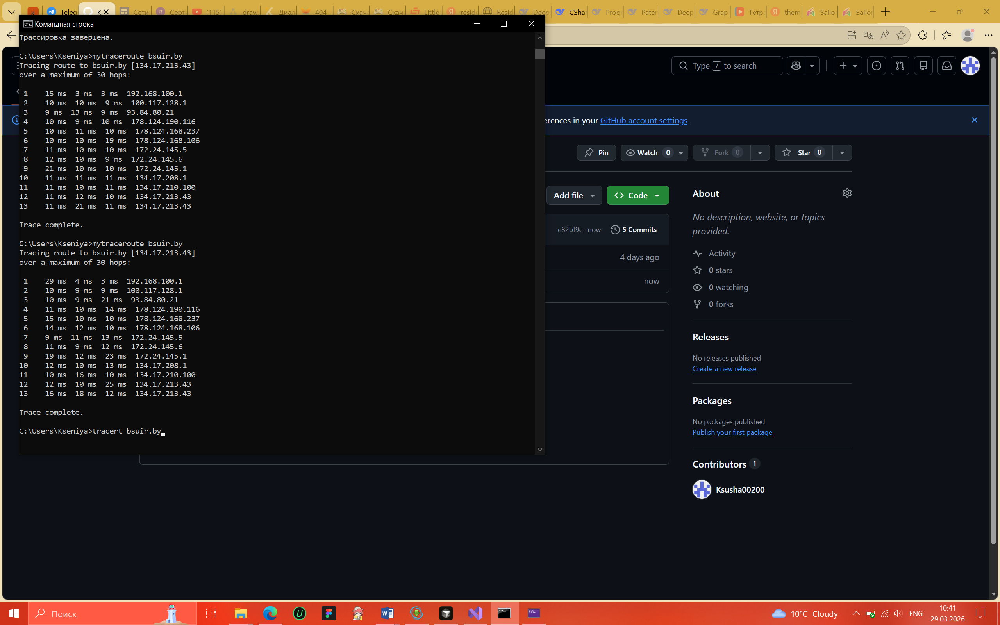 Teleg
K
Сети
Серти
(115)
draw.
Диал
404 –
Скача
Скача
Little
reside
Resid
Deep
CShar
Progr
Paten
Deep
Grap
Тетра
them
Sailo
Sailor
Командная строка
Трассировка завершена.
C:\Users\Kseniya>mytraceroute bsuir.by
Tracing route to bsuir.by [134.17.213.43]
over a maximum of 30 hops:
1 15 ms 3 ms 3 ms 192.168.100.1
2 10 ms 10 ms 9 ms 100.117.128.1
3 9 ms 13 ms 9 ms 93.84.80.21
4 10 ms 9 ms 10 ms 178.124.190.116
5 10 ms 11 ms 10 ms 178.124.168.237
6 10 ms 10 ms 19 ms 178.124.168.106
7 11 ms 10 ms 10 ms 172.24.145.5
8 12 ms 10 ms 9 ms 172.24.145.6
9 21 ms 10 ms 10 ms 172.24.145.1
10 11 ms 11 ms 11 ms 134.17.208.1
11 11 ms 10 ms 11 ms 134.17.210.100
12 11 ms 12 ms 10 ms 134.17.213.43
13 11 ms 21 ms 11 ms 134.17.213.43
Trace complete.
C:\Users\Kseniya>mytraceroute bsuir.by
Tracing route to bsuir.by [134.17.213.43]
over a maximum of 30 hops:
1 29 ms 4 ms 3 ms 192.168.100.1
2 10 ms 9 ms 9 ms 100.117.128.1
3 10 ms 9 ms 21 ms 93.84.80.21
4 11 ms 10 ms 14 ms 178.124.190.116
5 15 ms 10 ms 10 ms 178.124.168.237
6 14 ms 12 ms 10 ms 178.124.168.106
7 9 ms 11 ms 13 ms 172.24.145.5
8 11 ms 9 ms 12 ms 172.24.145.6
9 19 ms 12 ms 23 ms 172.24.145.1
10 12 ms 10 ms 13 ms 134.17.208.1
11 10 ms 16 ms 10 ms 134.17.210.100
12 12 ms 10 ms 25 ms 134.17.213.43
13 16 ms 18 ms 12 ms 134.17.213.43
Trace complete.
C:\Users\Kseniya>tracert bsuir.by
Type / to search
erences in your GitHub account settings.
Pin
Watch 0
Fork 0
Star 0
Add file
Code
e82bf9c · now
5 Commits
4 days ago
now
About
No description, website, or topics
provided.
Activity
0 stars
0 watching
0 forks
Releases
No releases published
Create a new release
Packages
No packages published
Publish your first package
Contributors 1
Ksusha00200
Поиск
10°C Cloudy
ENG
10:41
29.03.2026